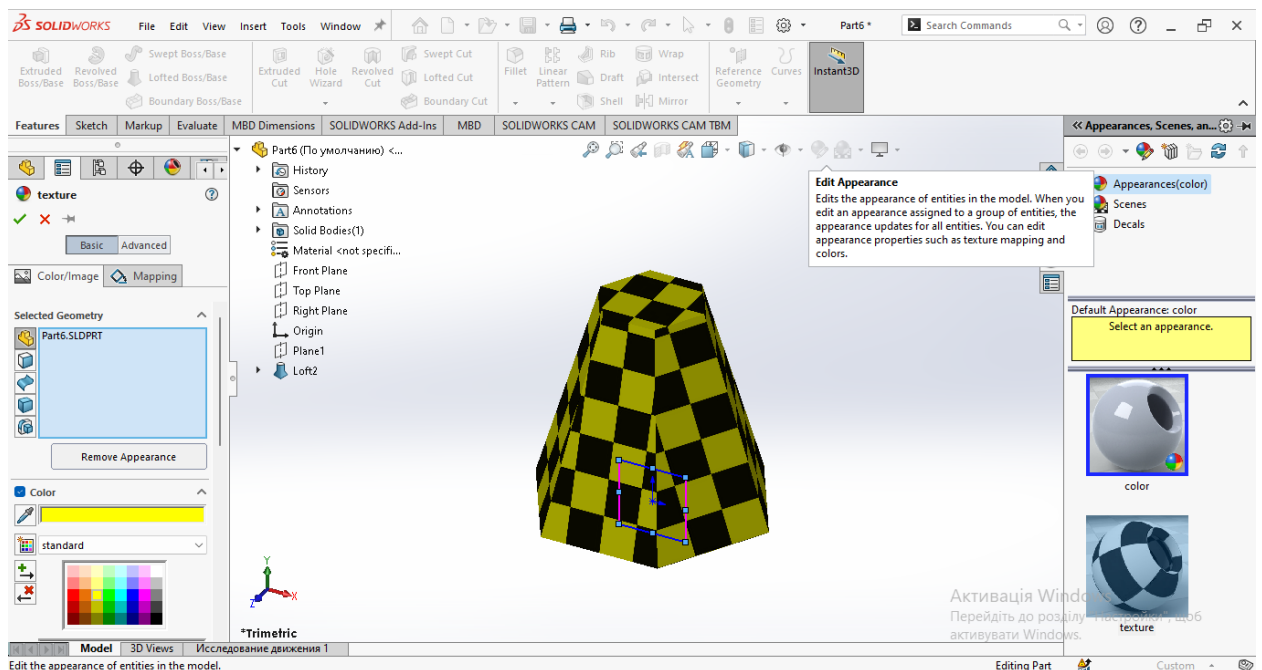 SOLIDWORKS File Edit View Insert Tools Window Part6 * Search Commands
Extruded Boss/Base
Revolved Boss/Base
Swept Boss/Base
Lofted Boss/Base
Boundary Boss/Base
Extruded Cut
Hole Wizard
Revolved Cut
Swept Cut
Lofted Cut
Boundary Cut
Fillet
Linear Pattern
Rib
Draft
Shell
Wrap
Intersect
Mirror
Reference Geometry
Curves
Instant3D
Features Sketch Markup Evaluate MBD Dimensions SOLIDWORKS Add-Ins MBD SOLIDWORKS CAM SOLIDWORKS CAM TBM
texture
Basic Advanced
Color/Image Mapping
Selected Geometry
Part6.SLDPRT
Remove Appearance
Color
standard
Part6 (По умолчанию) <...
History
Sensors
Annotations
Solid Bodies(1)
Material <not specifi...
Front Plane
Top Plane
Right Plane
Origin
Plane1
Loft2
Edit Appearance
Edits the appearance of entities in the model. When you
edit an appearance assigned to a group of entities, the
appearance updates for all entities. You can edit
appearance properties such as texture mapping and
colors.
Y
X
Z
*Trimetric
<< Appearances, Scenes, an...
Appearances(color)
Scenes
Decals
Default Appearance: color
Select an appearance.
color
texture
Активація Windows
Перейдіть до розділу "Настройки", щоб
активувати Windows.
Model 3D Views Исследование движения 1
Edit the appearance of entities in the model.
Editing Part Custom